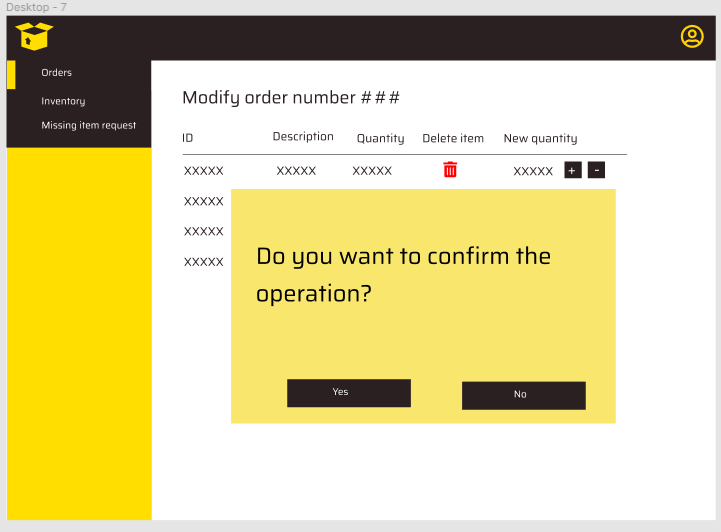 Desktop - 7
Orders
Inventory
Missing item request
Modify order number ###
ID Description Quantity Delete item New quantity
XXXXX XXXXX XXXXX XXXXX + -
XXXXX
XXXXX
XXXXX
Do you want to confirm the
operation?
Yes No